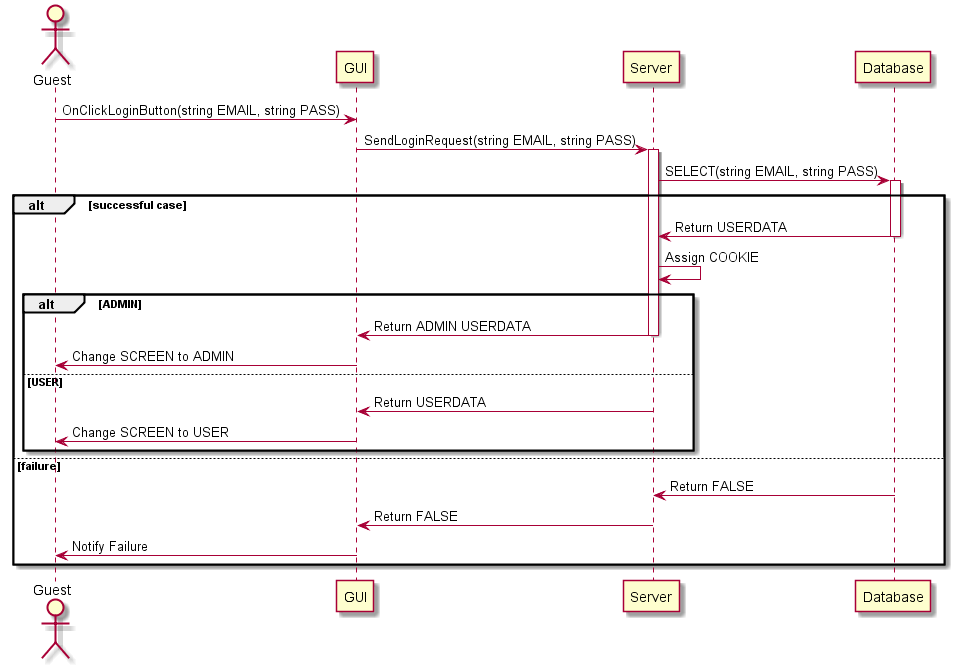 Guest
GUI
Server
Database
OnClickLoginButton(string EMAIL, string PASS)
SendLoginRequest(string EMAIL, string PASS)
SELECT(string EMAIL, string PASS)
alt [successful case]
Return USERDATA
Assign COOKIE
alt [ADMIN]
Return ADMIN USERDATA
Change SCREEN to ADMIN
[USER]
Return USERDATA
Change SCREEN to USER
[failure]
Return FALSE
Return FALSE
Notify Failure
Guest
GUI
Server
Database